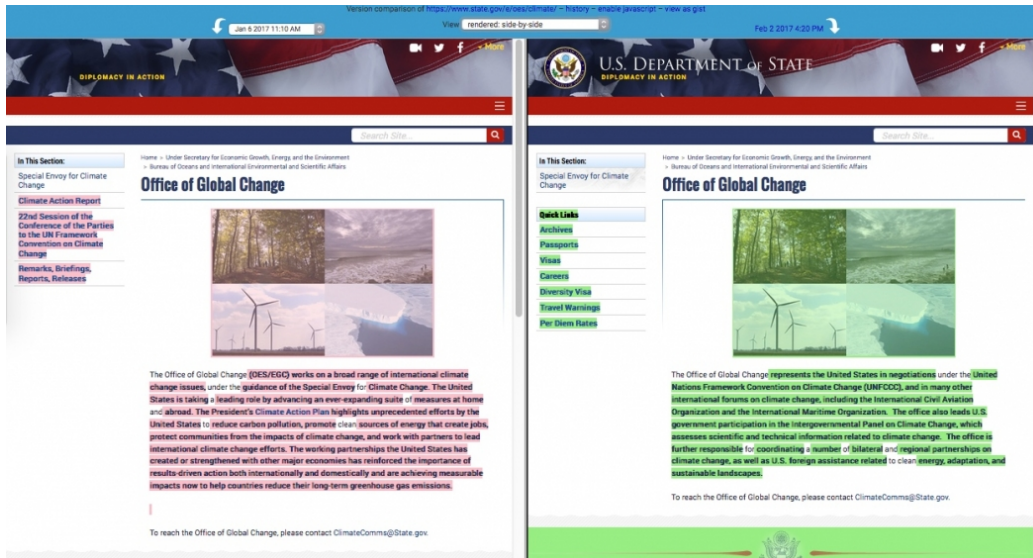 Version comparison of https://www.state.gov/e/oes/climate/ – history – enable javascript – view as gist
Jan 6 2017 11:10 AM
View rendered: side-by-side
Feb 2 2017 4:20 PM
DIPLOMACY IN ACTION
+ More
Search Site...
In This Section:
Special Envoy for Climate
Change
Climate Action Report
22nd Session of the
Conference of the Parties
to the UN Framework
Convention on Climate
Change
Remarks, Briefings,
Reports, Releases
Home > Under Secretary for Economic Growth, Energy, and the Environment
> Bureau of Oceans and International Environmental and Scientific Affairs
Office of Global Change
The Office of Global Change (OES/EGC) works on a broad range of international climate
change issues, under the guidance of the Special Envoy for Climate Change. The United
States is taking a leading role by advancing an ever-expanding suite of measures at home
and abroad. The President's Climate Action Plan highlights unprecedented efforts by the
United States to reduce carbon pollution, promote clean sources of energy that create jobs,
protect communities from the impacts of climate change, and work with partners to lead
international climate change efforts. The working partnerships the United States has
created or strengthened with other major economies has reinforced the importance of
results-driven action both internationally and domestically and are achieving measurable
impacts now to help countries reduce their long-term greenhouse gas emissions.
To reach the Office of Global Change, please contact ClimateComms@State.gov.
U.S. DEPARTMENT OF STATE
DIPLOMACY IN ACTION
+ More
Search Site...
In This Section:
Special Envoy for Climate
Change
Quick Links
Archives
Passports
Visas
Careers
Diversity Visa
Travel Warnings
Per Diem Rates
Home > Under Secretary for Economic Growth, Energy, and the Environment
> Bureau of Oceans and International Environmental and Scientific Affairs
Office of Global Change
The Office of Global Change represents the United States in negotiations under the United
Nations Framework Convention on Climate Change (UNFCCC), and in many other
international forums on climate change, including the International Civil Aviation
Organization and the International Maritime Organization. The office also leads U.S.
government participation in the Intergovernmental Panel on Climate Change, which
assesses scientific and technical information related to climate change. The office is
further responsible for coordinating a number of bilateral and regional partnerships on
climate change, as well as U.S. foreign assistance related to clean energy, adaptation, and
sustainable landscapes.
To reach the Office of Global Change, please contact ClimateComms@State.gov.